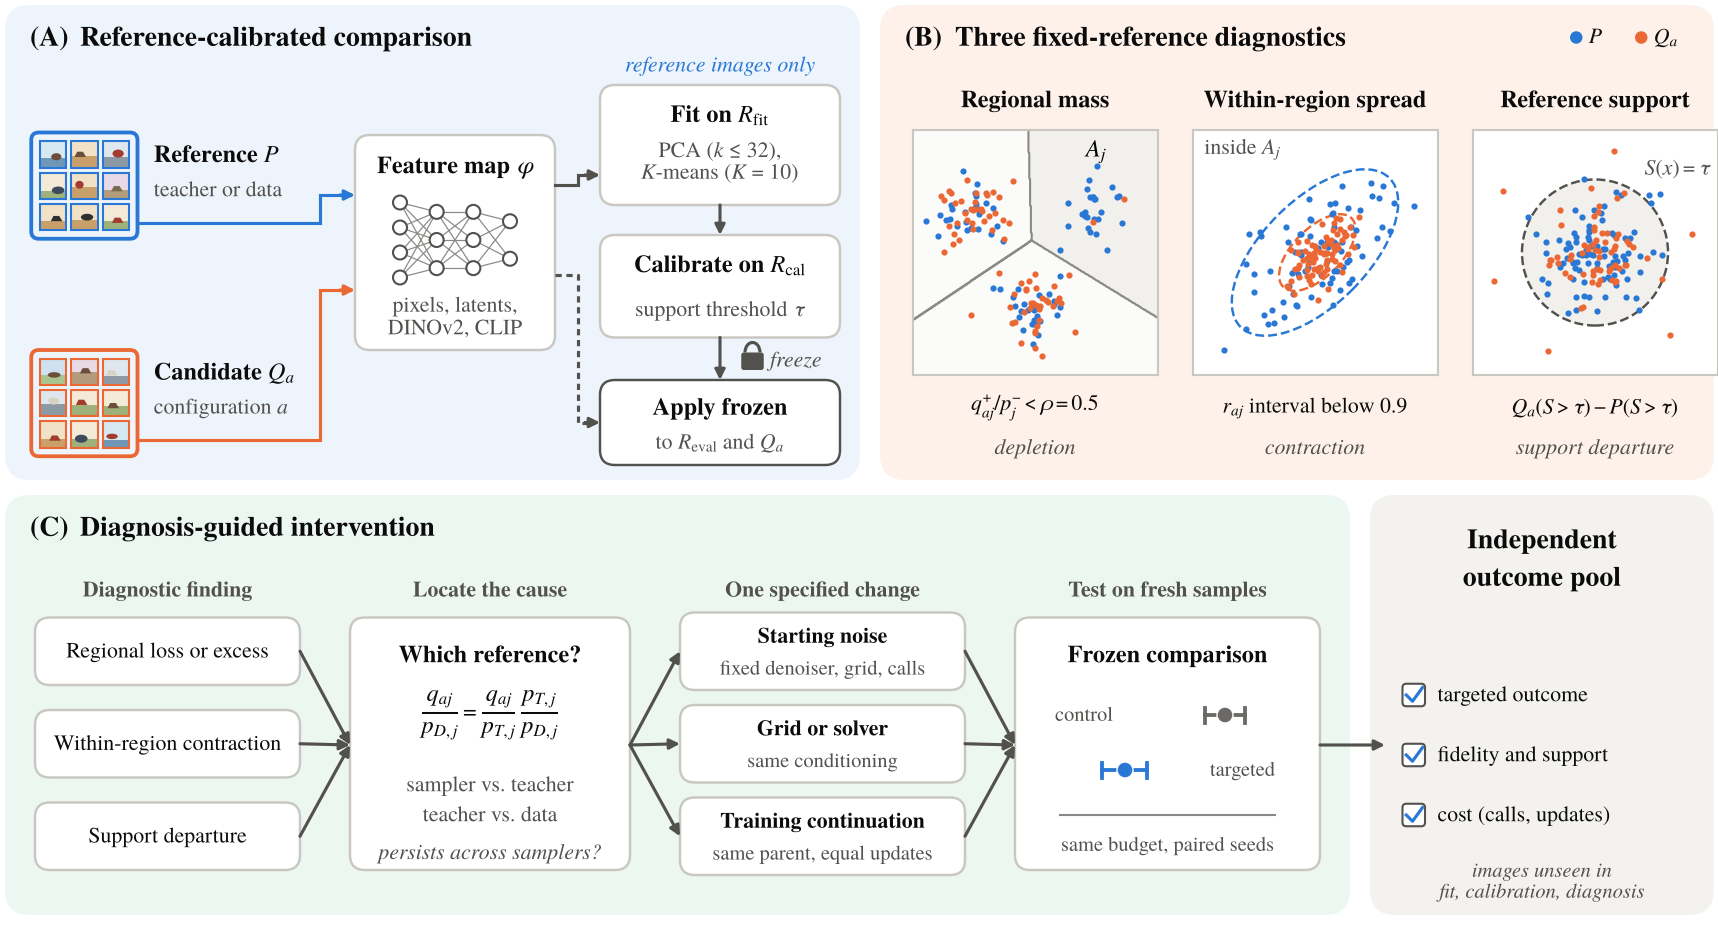 (A) Reference-calibrated comparison
reference images only
Reference P
teacher or data
Candidate Qₐ
configuration a
Feature map φ
pixels, latents,
DINOv2, CLIP
Fit on R_fit
PCA (k ≤ 32),
K-means (K = 10)
Calibrate on R_cal
support threshold τ
freeze
Apply frozen
to R_eval and Qₐ
(B) Three fixed-reference diagnostics
P
Qₐ
Regional mass
A_j
q⁺_aj/p⁻_j < ρ = 0.5
depletion
Within-region spread
inside A_j
r_aj interval below 0.9
contraction
Reference support
S(x) = τ
Qₐ(S > τ) − P(S > τ)
support departure
(C) Diagnosis-guided intervention
Diagnostic finding
Regional loss or excess
Within-region contraction
Support departure
Locate the cause
Which reference?
q_aj/p_D,j = q_aj/p_T,j p_T,j/p_D,j
sampler vs. teacher
teacher vs. data
persists across samplers?
One specified change
Starting noise
fixed denoiser, grid, calls
Grid or solver
same conditioning
Training continuation
same parent, equal updates
Test on fresh samples
Frozen comparison
control
targeted
same budget, paired seeds
Independent
outcome pool
targeted outcome
fidelity and support
cost (calls, updates)
images unseen in
fit, calibration, diagnosis